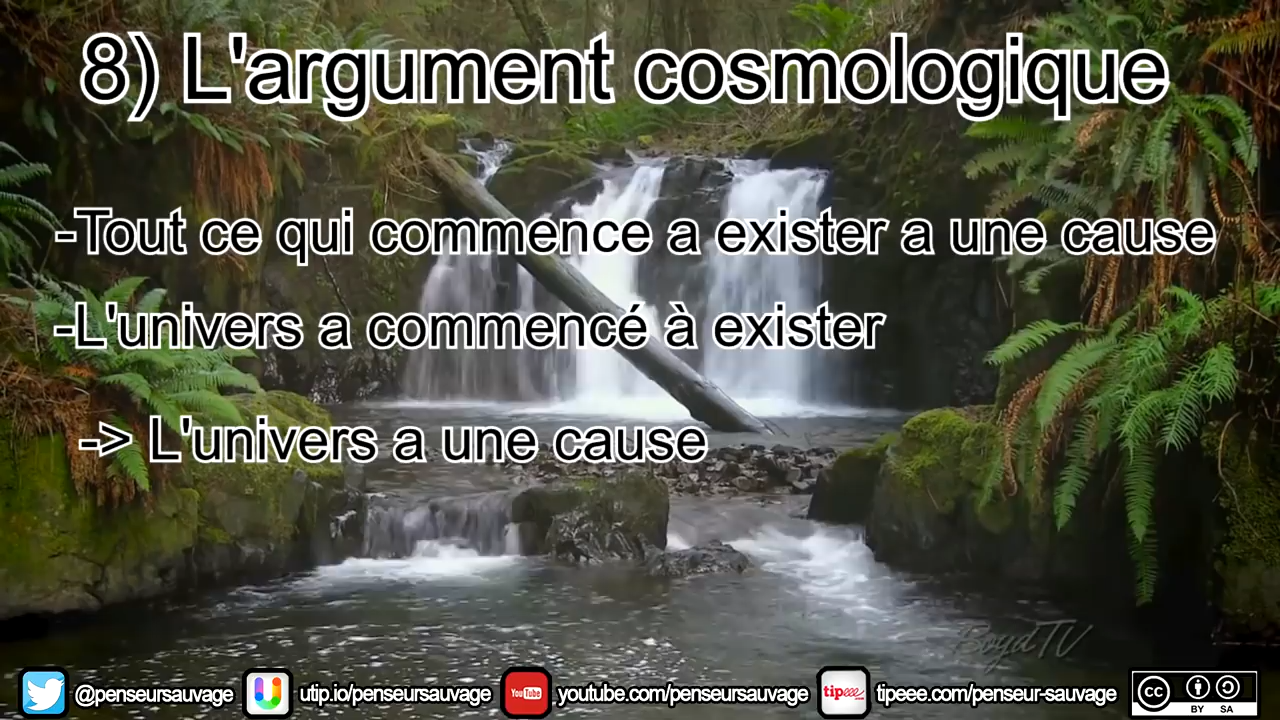 8) L'argument cosmologique
-Tout ce qui commence a exister a une cause
-L'univers a commencé à exister
-> L'univers a une cause
BoydTV
@penseursauvage utip.io/penseursauvage YouTube youtube.com/penseursauvage tipeee tipeee.com/penseur-sauvage cc BY SA